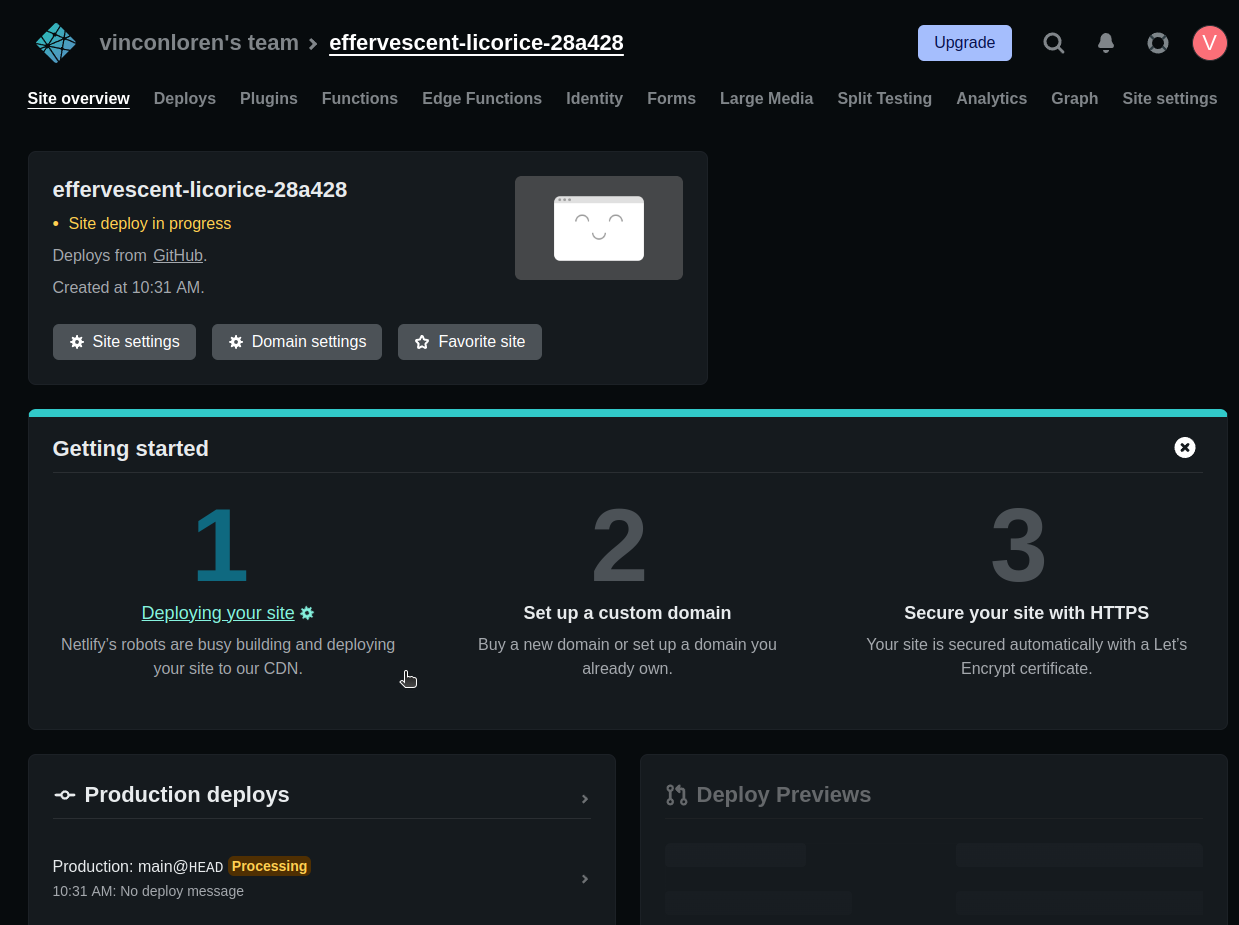 vinconloren's team > effervescent-licorice-28a428
Upgrade
V
Site overview Deploys Plugins Functions Edge Functions Identity Forms Large Media Split Testing Analytics Graph Site settings
effervescent-licorice-28a428
• Site deploy in progress
Deploys from GitHub.
Created at 10:31 AM.
Site settings
Domain settings
Favorite site
Getting started
1
Deploying your site
Netlify’s robots are busy building and deploying
your site to our CDN.
2
Set up a custom domain
Buy a new domain or set up a domain you
already own.
3
Secure your site with HTTPS
Your site is secured automatically with a Let’s
Encrypt certificate.
Production deploys
Production: main@HEAD Processing
10:31 AM: No deploy message
Deploy Previews